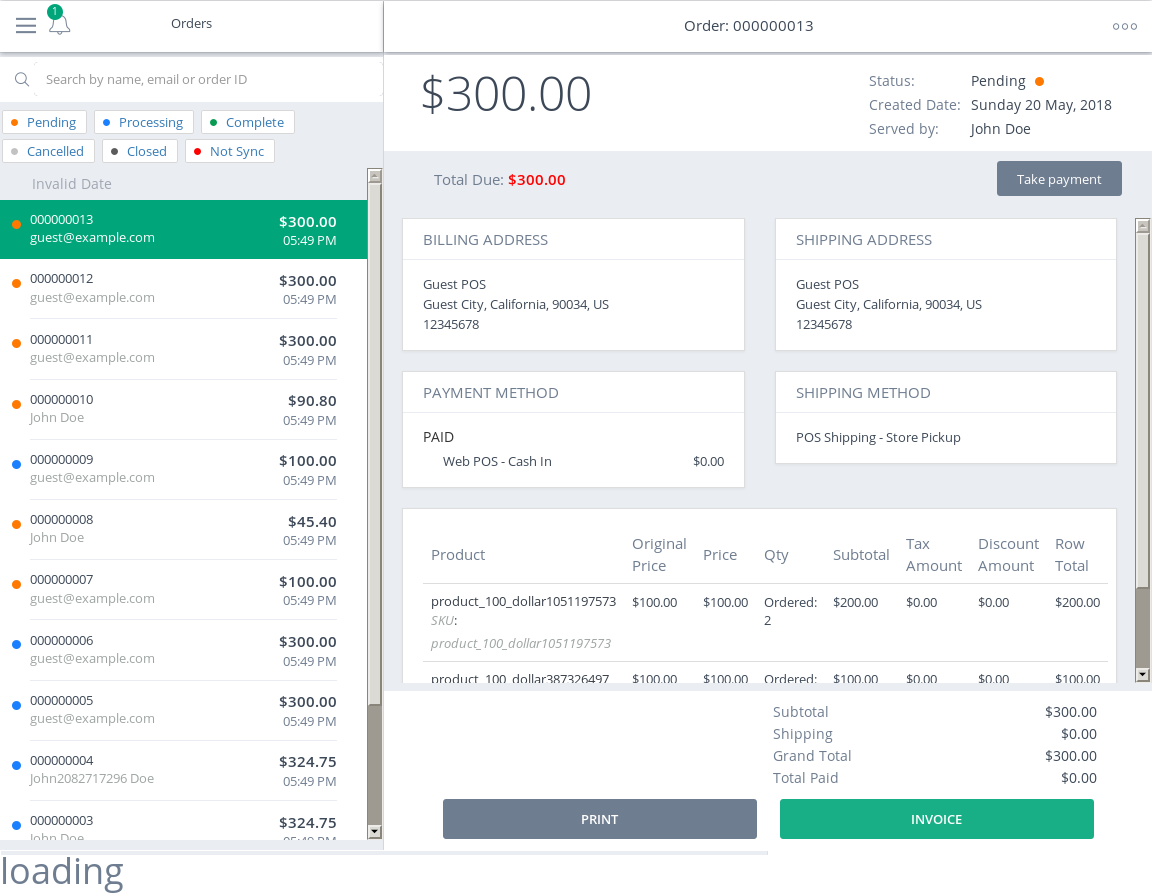 1
Orders
Search by name, email or order ID
Pending Processing Complete
Cancelled Closed Not Sync
Invalid Date
000000013 $300.00
guest@example.com 05:49 PM
000000012 $300.00
guest@example.com 05:49 PM
000000011 $300.00
guest@example.com 05:49 PM
000000010 $90.80
John Doe 05:49 PM
000000009 $100.00
guest@example.com 05:49 PM
000000008 $45.40
John Doe 05:49 PM
000000007 $100.00
guest@example.com 05:49 PM
000000006 $300.00
guest@example.com 05:49 PM
000000005 $300.00
guest@example.com 05:49 PM
000000004 $324.75
John2082717296 Doe 05:49 PM
000000003 $324.75
John Doe 05:49 PM
Order: 000000013
$300.00
Status: Pending
Created Date: Sunday 20 May, 2018
Served by: John Doe
Total Due: $300.00
Take payment
BILLING ADDRESS
Guest POS
Guest City, California, 90034, US
12345678
SHIPPING ADDRESS
Guest POS
Guest City, California, 90034, US
12345678
PAYMENT METHOD
PAID
Web POS - Cash In $0.00
SHIPPING METHOD
POS Shipping - Store Pickup
Product Original Price Price Qty Subtotal Tax Amount Discount Amount Row Total
product_100_dollar1051197573 $100.00 $100.00 Ordered: 2 $200.00 $0.00 $0.00 $200.00
SKU:
product_100_dollar1051197573
product_100_dollar387326497 $100.00 $100.00 Ordered: $100.00 $0.00 $0.00 $100.00
Subtotal $300.00
Shipping $0.00
Grand Total $300.00
Total Paid $0.00
PRINT INVOICE
loading